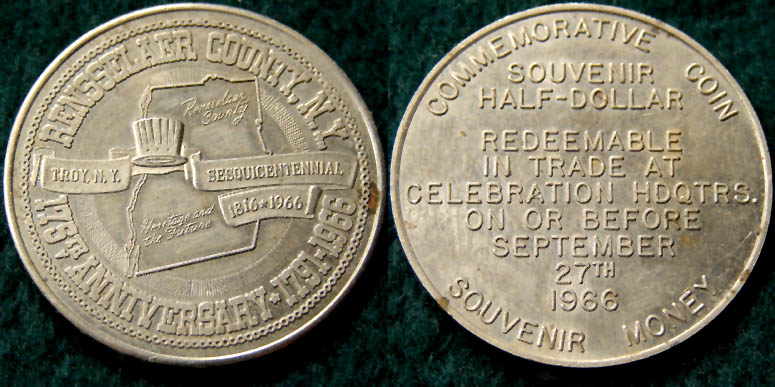 RENSSELAER COUNTY, N.Y.
Rensselaer
County
TROY, N.Y.
SESQUICENTENNIAL
1816★1966
Heritage and
the Future
175TH ANNIVERSARY★1791-1966
COMMEMORATIVE COIN
SOUVENIR
HALF-DOLLAR
REDEEMABLE
IN TRADE AT
CELEBRATION HDQTRS.
ON OR BEFORE
SEPTEMBER
27TH
1966
SOUVENIR MONEY